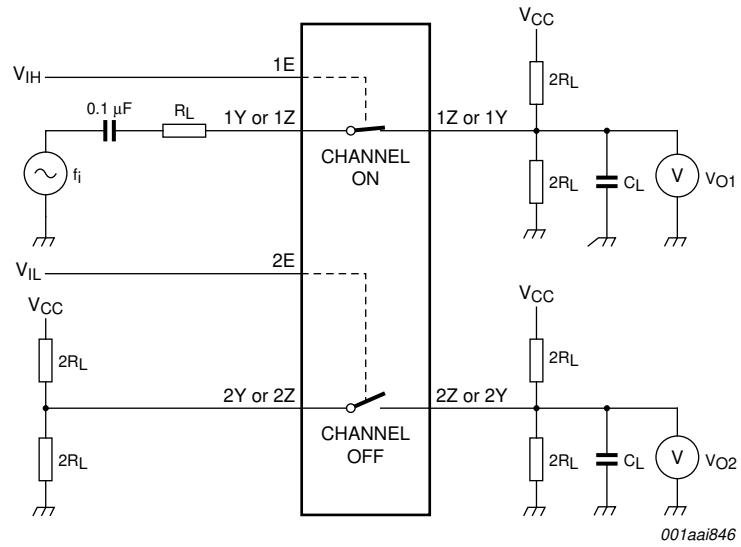 VCC
VIH
1E
2RL
0.1 μF
RL
1Y or 1Z
1Z or 1Y
fi
CHANNEL
ON
2RL
CL
V
VO1
VIL
2E
VCC
VCC
2RL
2RL
2Y or 2Z
2Z or 2Y
2RL
CHANNEL
OFF
2RL
CL
V
VO2
001aai846